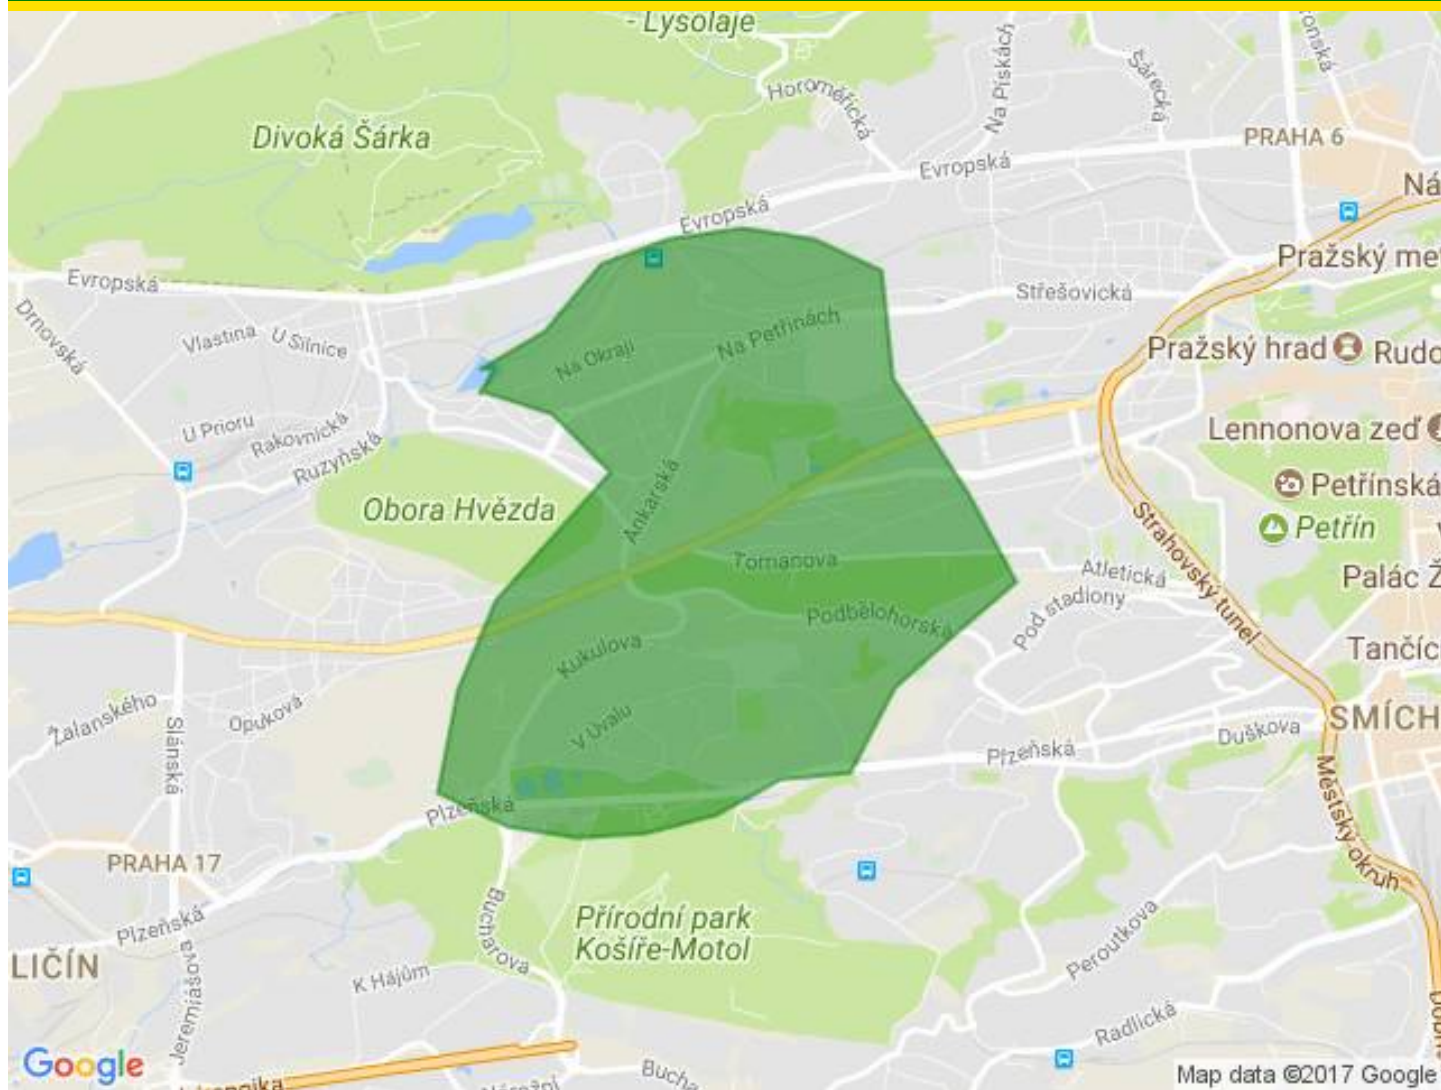 - Lysolaje
Horoměřická
Na Pískách
Šárecká
Divoká Šárka
PRAHA 6
Evropská
Evropská
Evropská
Drnovská
Pražský
Střešovická
Vlastina
U Silnice
Na Petřinách
Na Okraji
Pražský hrad
U Prioru
Rakovnická
Ruzyňská
Lennonova zeď
Petřínská
Obora Hvězda
Ankarská
Petřín
Strahovský tunel
Tomanova
Atletická
Palác
Pod stadiony
Podbělohorská
Kukulova
Žalanského
Opuková
Slánská
V Úvalu
SMÍCH
Duškova
Plzeňská
Plzeňská
Městský okruh
PRAHA 17
Plzeňská
Bucharova
Přírodní park
Košíře-Motol
Peroutkova
LIČÍN
K Hájům
Jeremiášova
Radlická
Google
Map data ©2017 Google